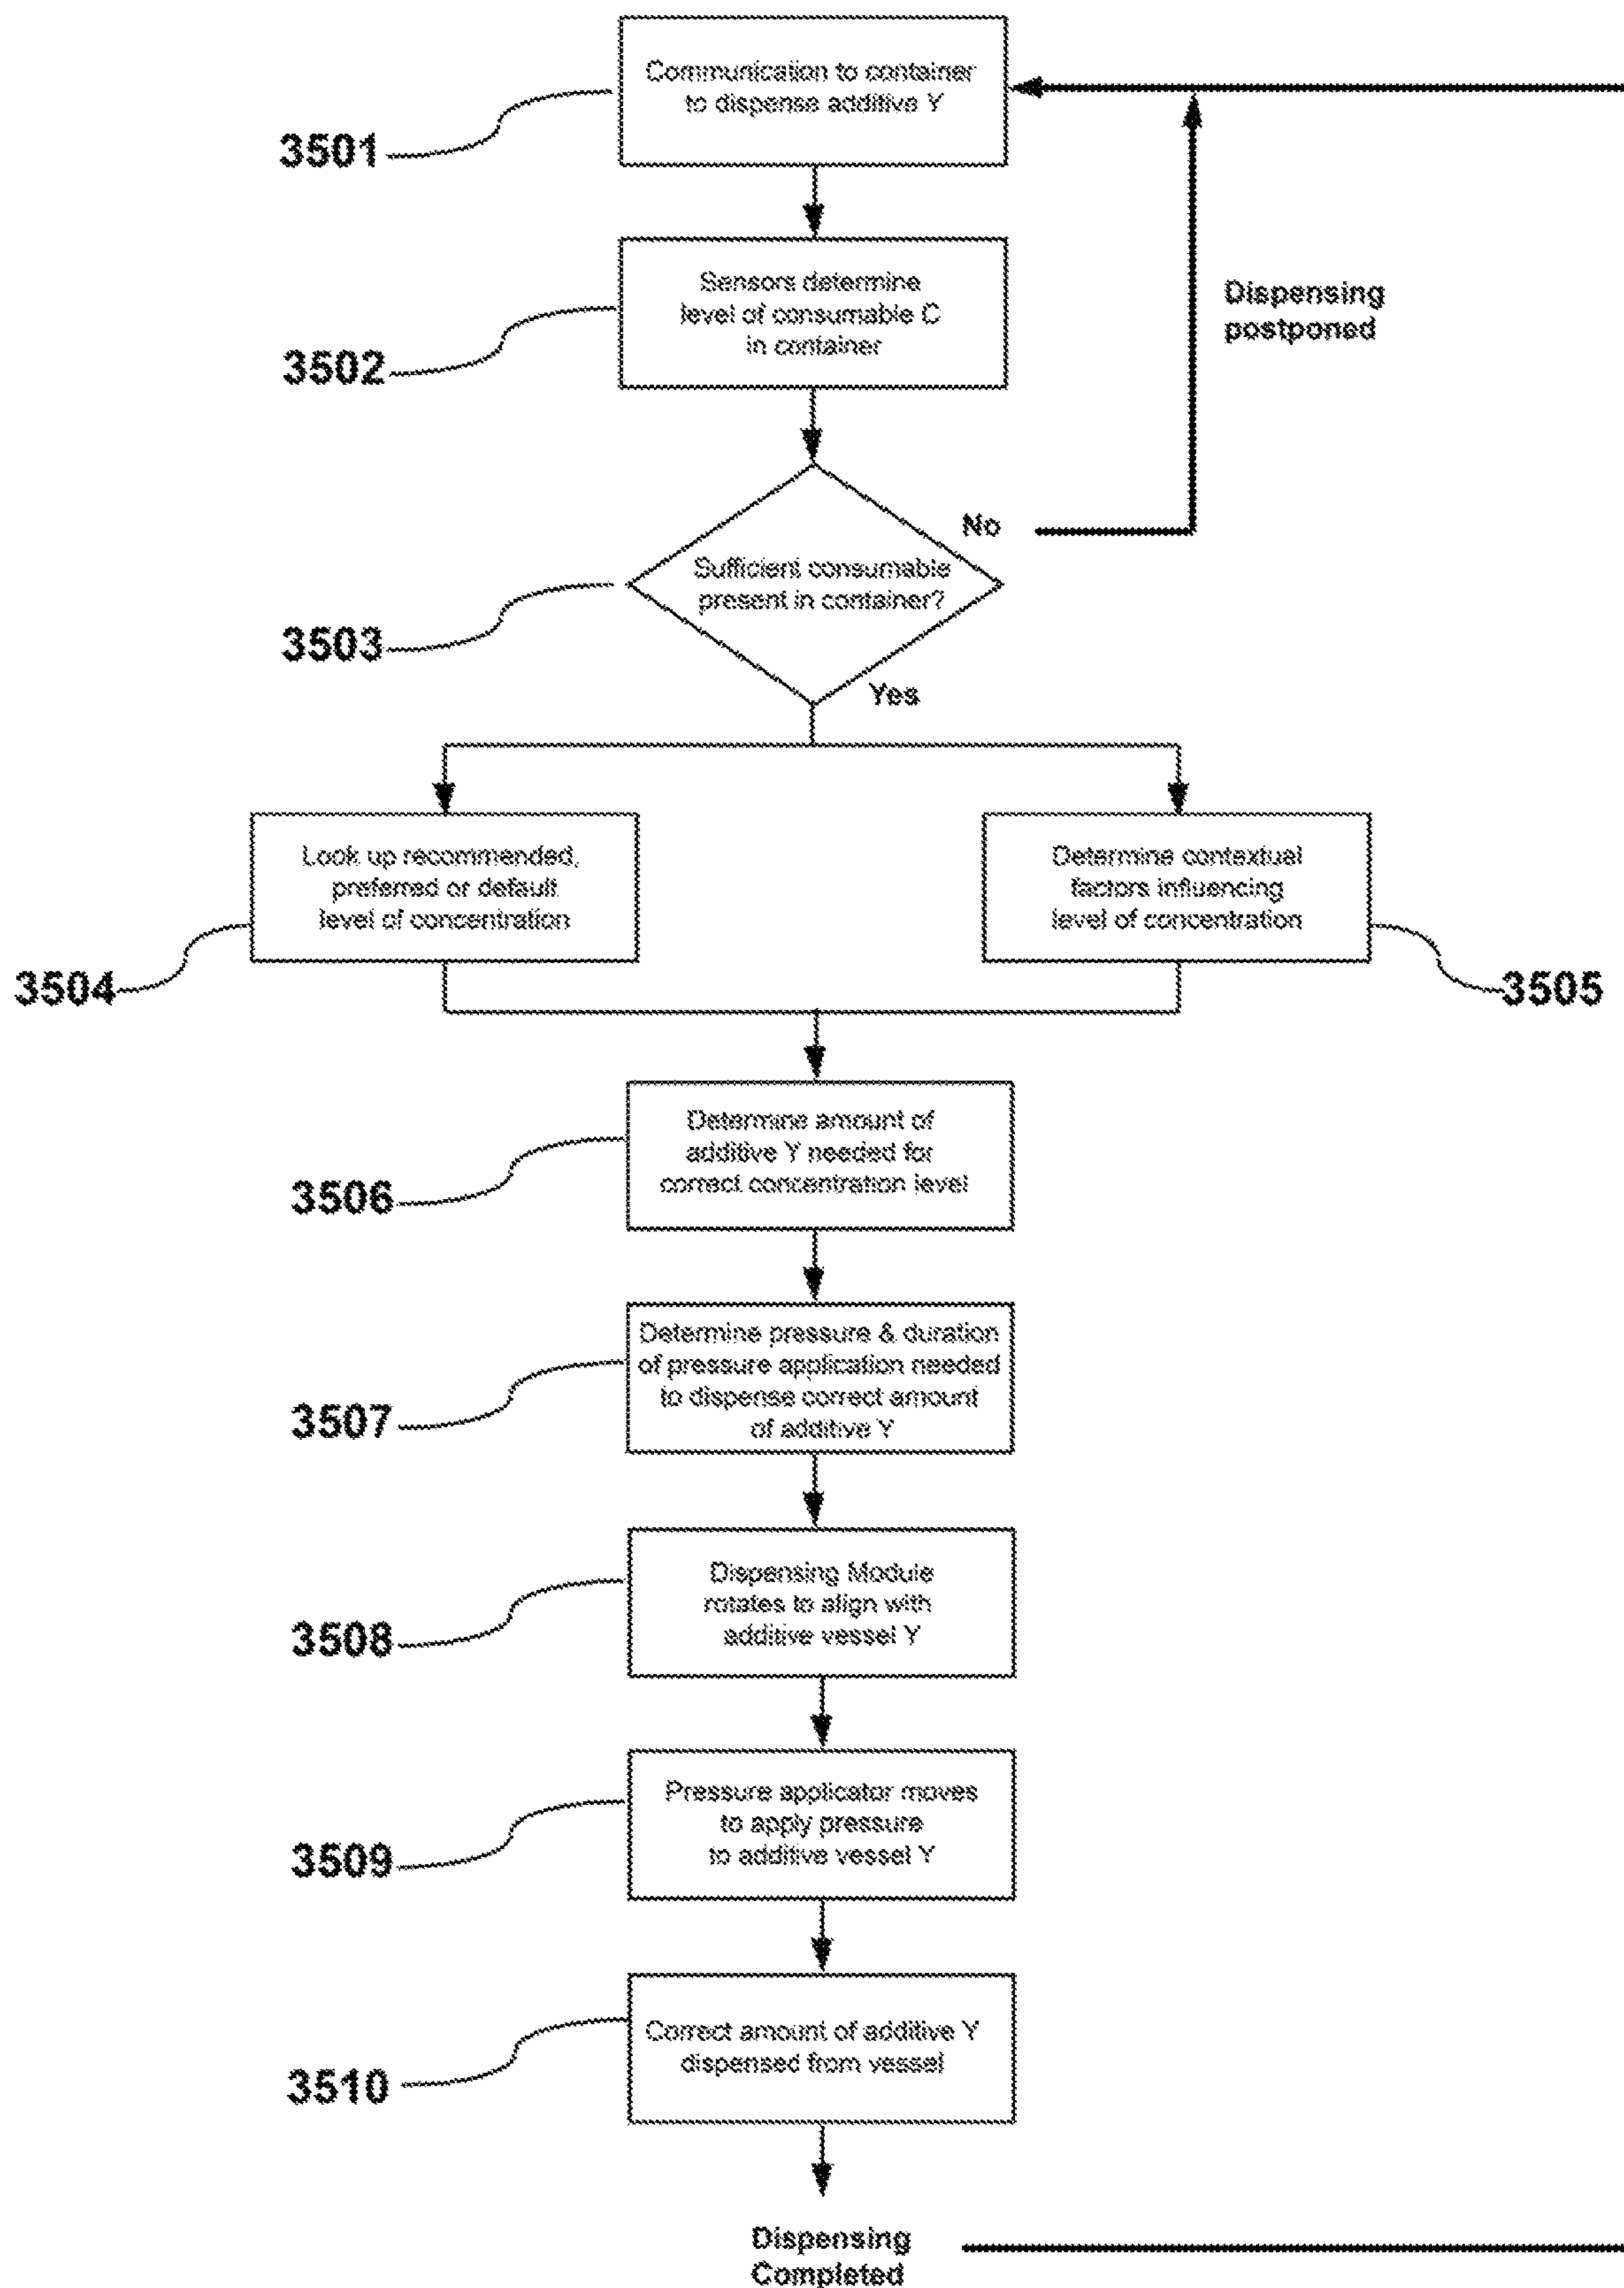 Communication to container
to dispense additive Y
3501
Sensors determine
level of consumable C
in container
3502
Dispensing
postponed
No
Sufficient consumable
present in container?
3503
Yes
Look up recommended,
preferred or default
level of concentration
3504
Determine contextual
factors influencing
level of concentration
3505
Determine amount of
additive Y needed for
correct concentration level
3506
Determine pressure & duration
of pressure application needed
to dispense correct amount
of additive Y
3507
Dispensing Module
rotates to align with
additive vessel Y
3508
Pressure applicator moves
to apply pressure
to additive vessel Y
3509
Correct amount of additive Y
dispensed from vessel
3510
Dispensing
Completed